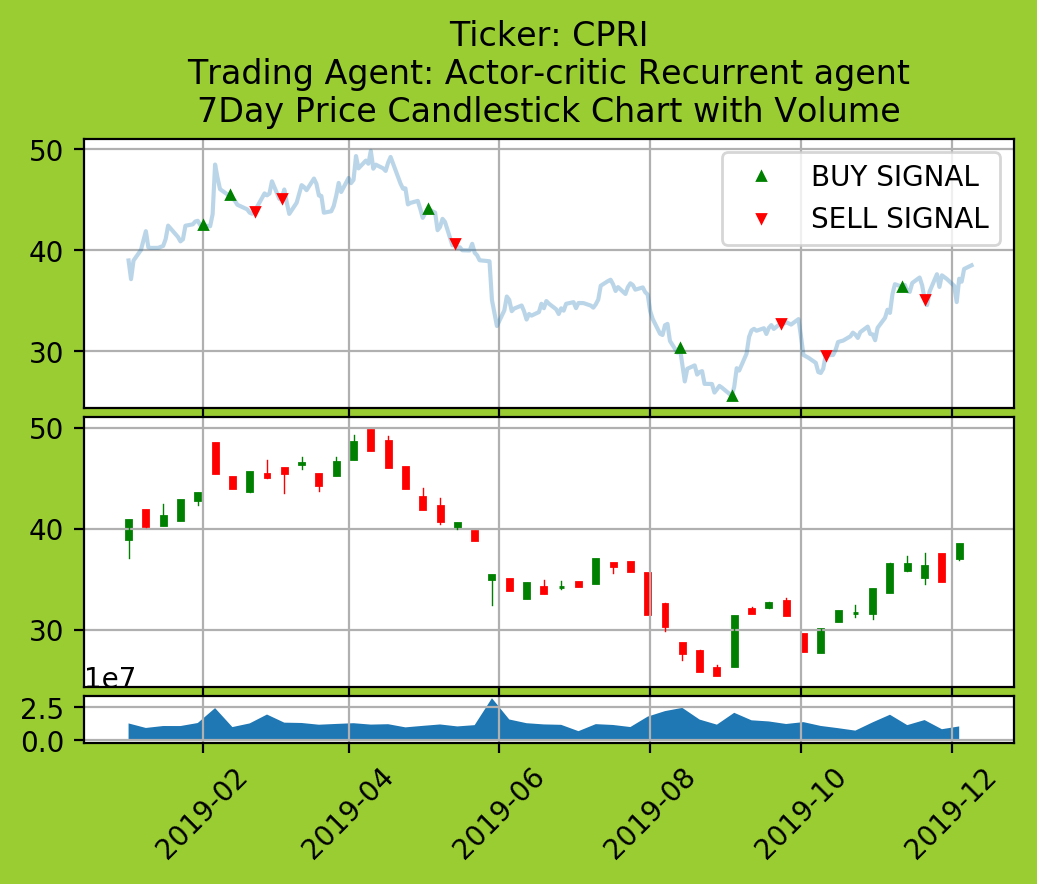 Ticker: CPRI
Trading Agent: Actor-critic Recurrent agent
7Day Price Candlestick Chart with Volume
50
40
30
BUY SIGNAL
SELL SIGNAL
50
40
30
1e7
2.5
0.0
2019-02
2019-04
2019-06
2019-08
2019-10
2019-12